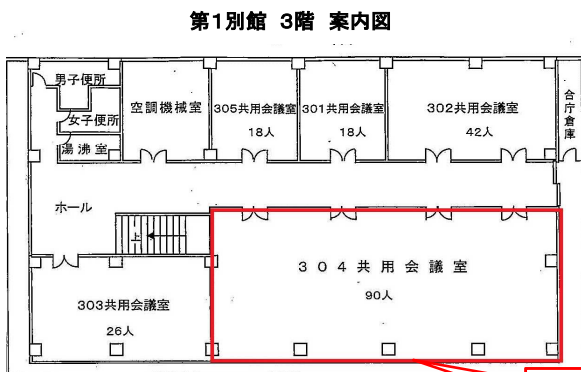 第1別館 3階 案内図
男子便所
女子便所
湯沸室
空調機械室
305共用会議室
18人
301共用会議室
18人
302共用会議室
42人
合庁倉庫
ホール
上
304共用会議室
90人
303共用会議室
26人